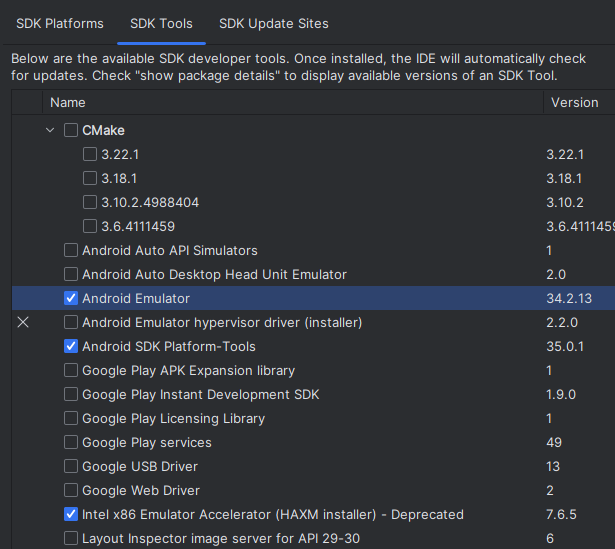 SDK Platforms SDK Tools SDK Update Sites
Below are the available SDK developer tools. Once installed, the IDE will automatically check
for updates. Check "show package details" to display available versions of an SDK Tool.
Name Version
CMake
3.22.1 3.22.1
3.18.1 3.18.1
3.10.2.4988404 3.10.2
3.6.4111459 3.6.4111459
Android Auto API Simulators 1
Android Auto Desktop Head Unit Emulator 2.0
Android Emulator 34.2.13
Android Emulator hypervisor driver (installer) 2.2.0
Android SDK Platform-Tools 35.0.1
Google Play APK Expansion library 1
Google Play Instant Development SDK 1.9.0
Google Play Licensing Library 1
Google Play services 49
Google USB Driver 13
Google Web Driver 2
Intel x86 Emulator Accelerator (HAXM installer) - Deprecated 7.6.5
Layout Inspector image server for API 29-30 6